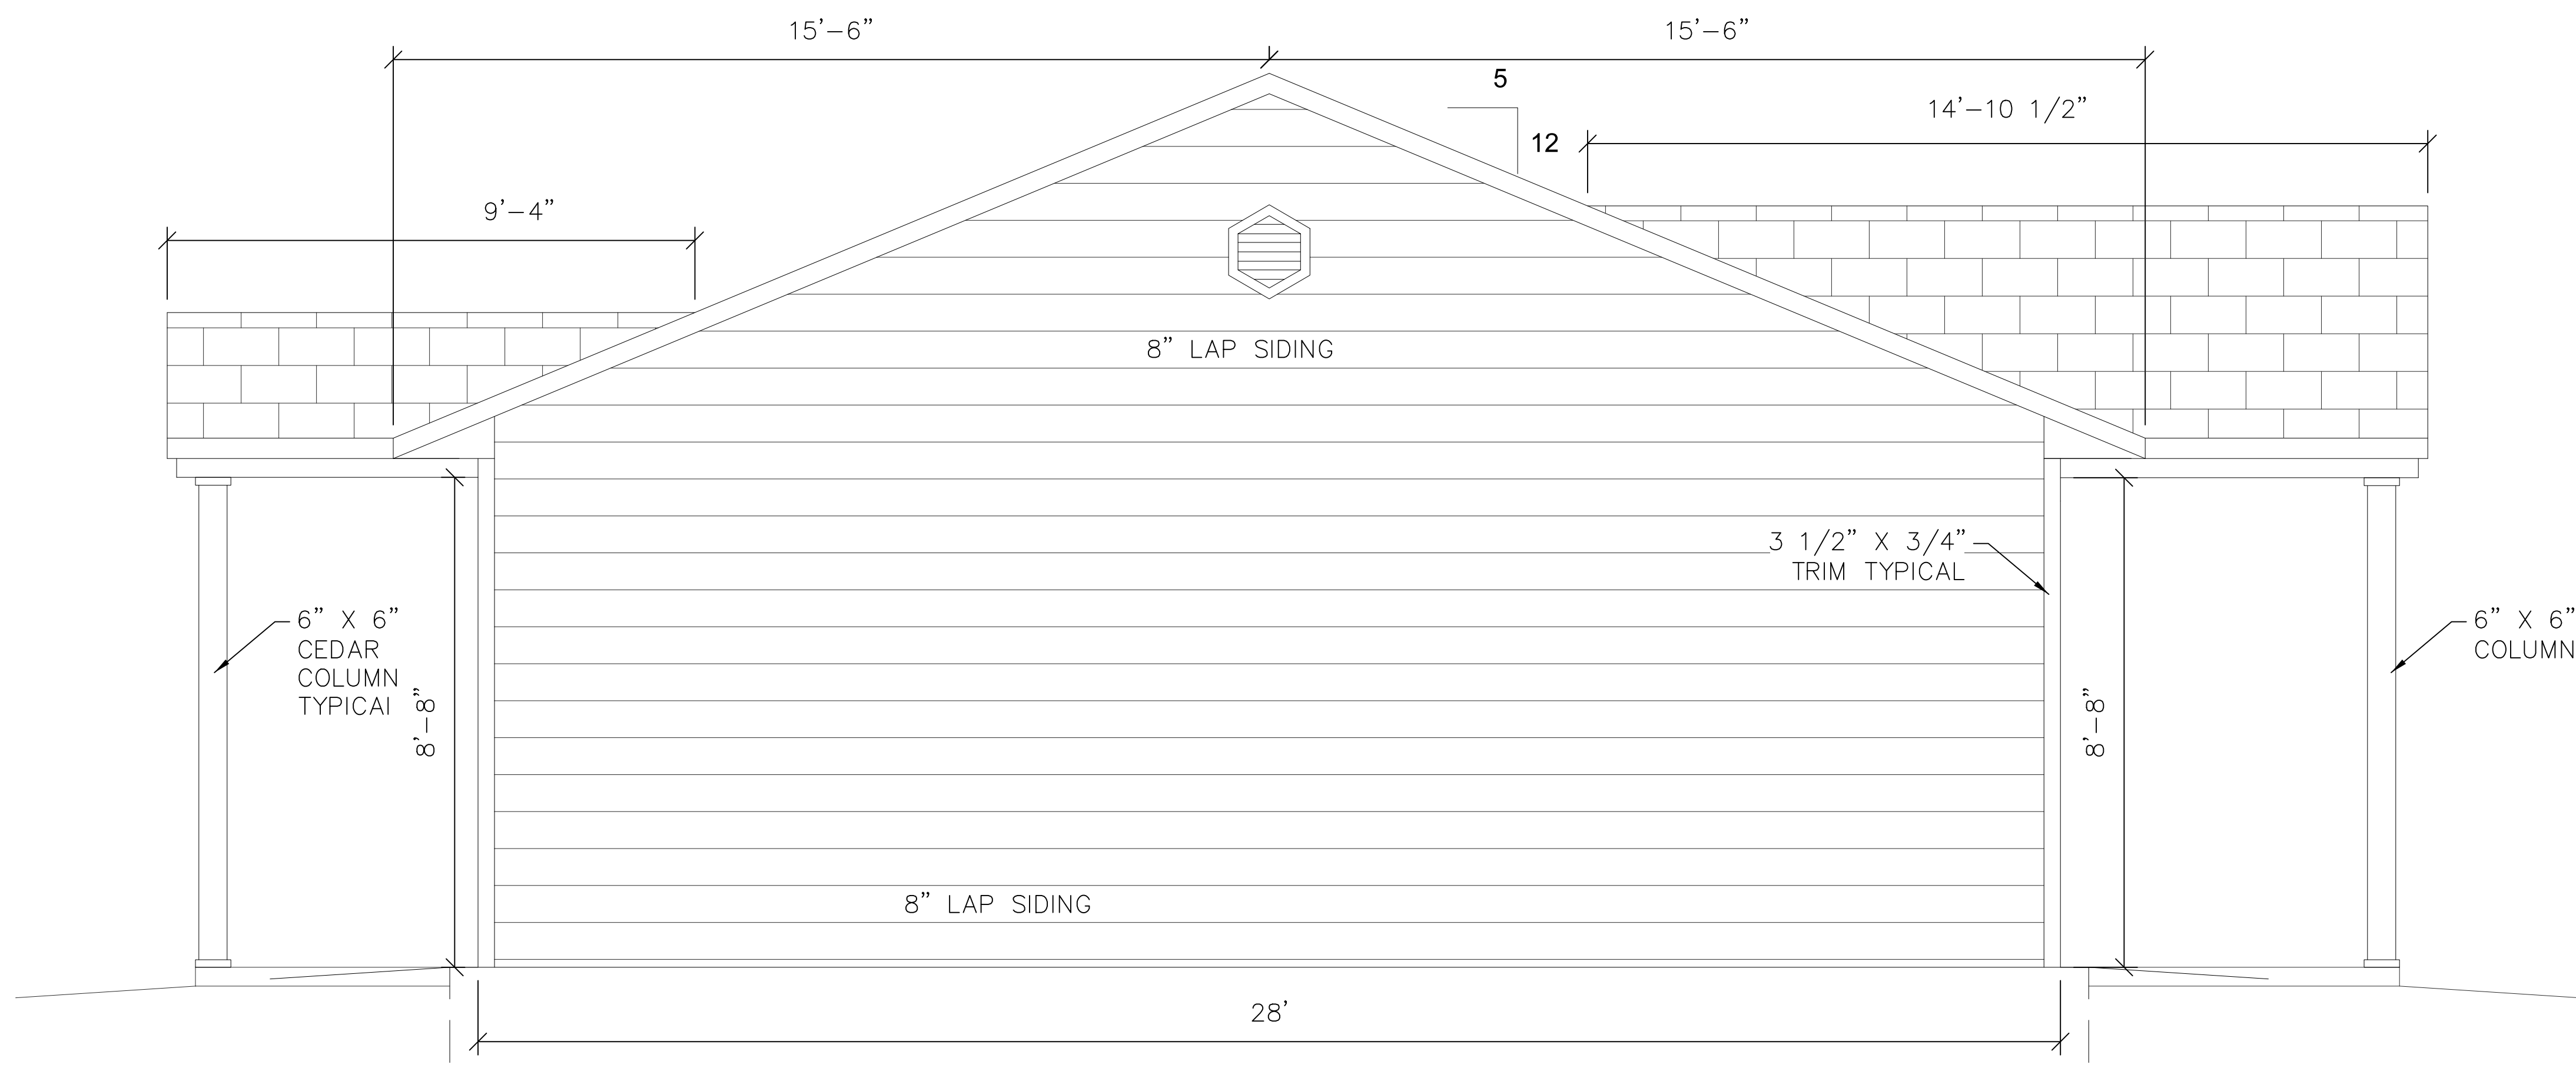 15'-6" 15'-6"
5
14'-10 1/2"
12
9'-4"
8" LAP SIDING
3 1/2" X 3/4"
TRIM TYPICAL
6" X 6"
CEDAR
COLUMN
TYPICAI
6" X 6"
COLUMN
8'-8"
8'-8"
8" LAP SIDING
28'